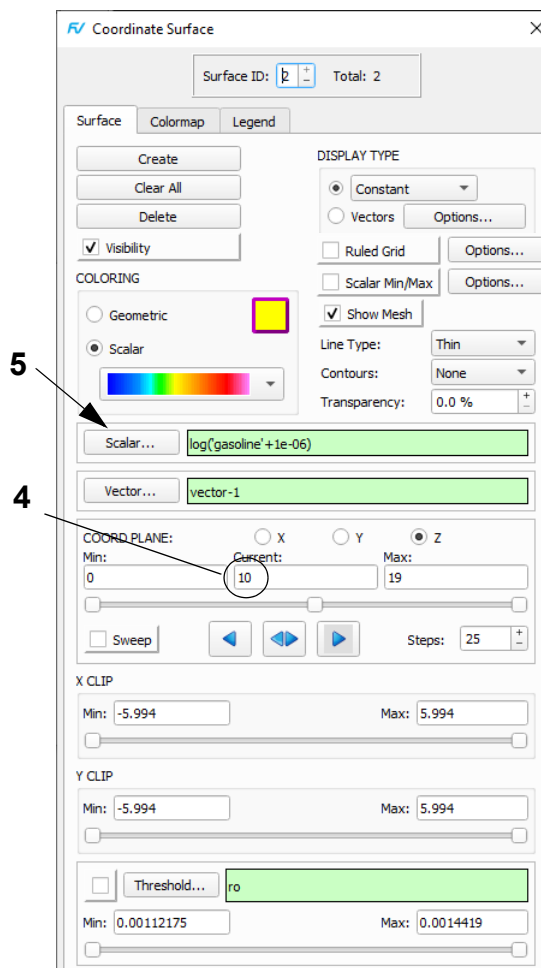 FV Coordinate Surface
Surface ID: 2 Total: 2
Surface Colormap Legend
Create
Clear All
Delete
Visibility
COLORING
Geometric
Scalar
DISPLAY TYPE
Constant
Vectors Options...
Ruled Grid Options...
Scalar Min/Max Options...
Show Mesh
Line Type: Thin
Contours: None
Transparency: 0.0 %
5
Scalar... log('gasoline'+1e-06)
Vector... vector-1
4
COORD PLANE: X Y Z
Min: Current: Max:
0 10 19
Sweep Steps: 25
X CLIP
Min: -5.994 Max: 5.994
Y CLIP
Min: -5.994 Max: 5.994
Threshold... ro
Min: 0.00112175 Max: 0.0014419